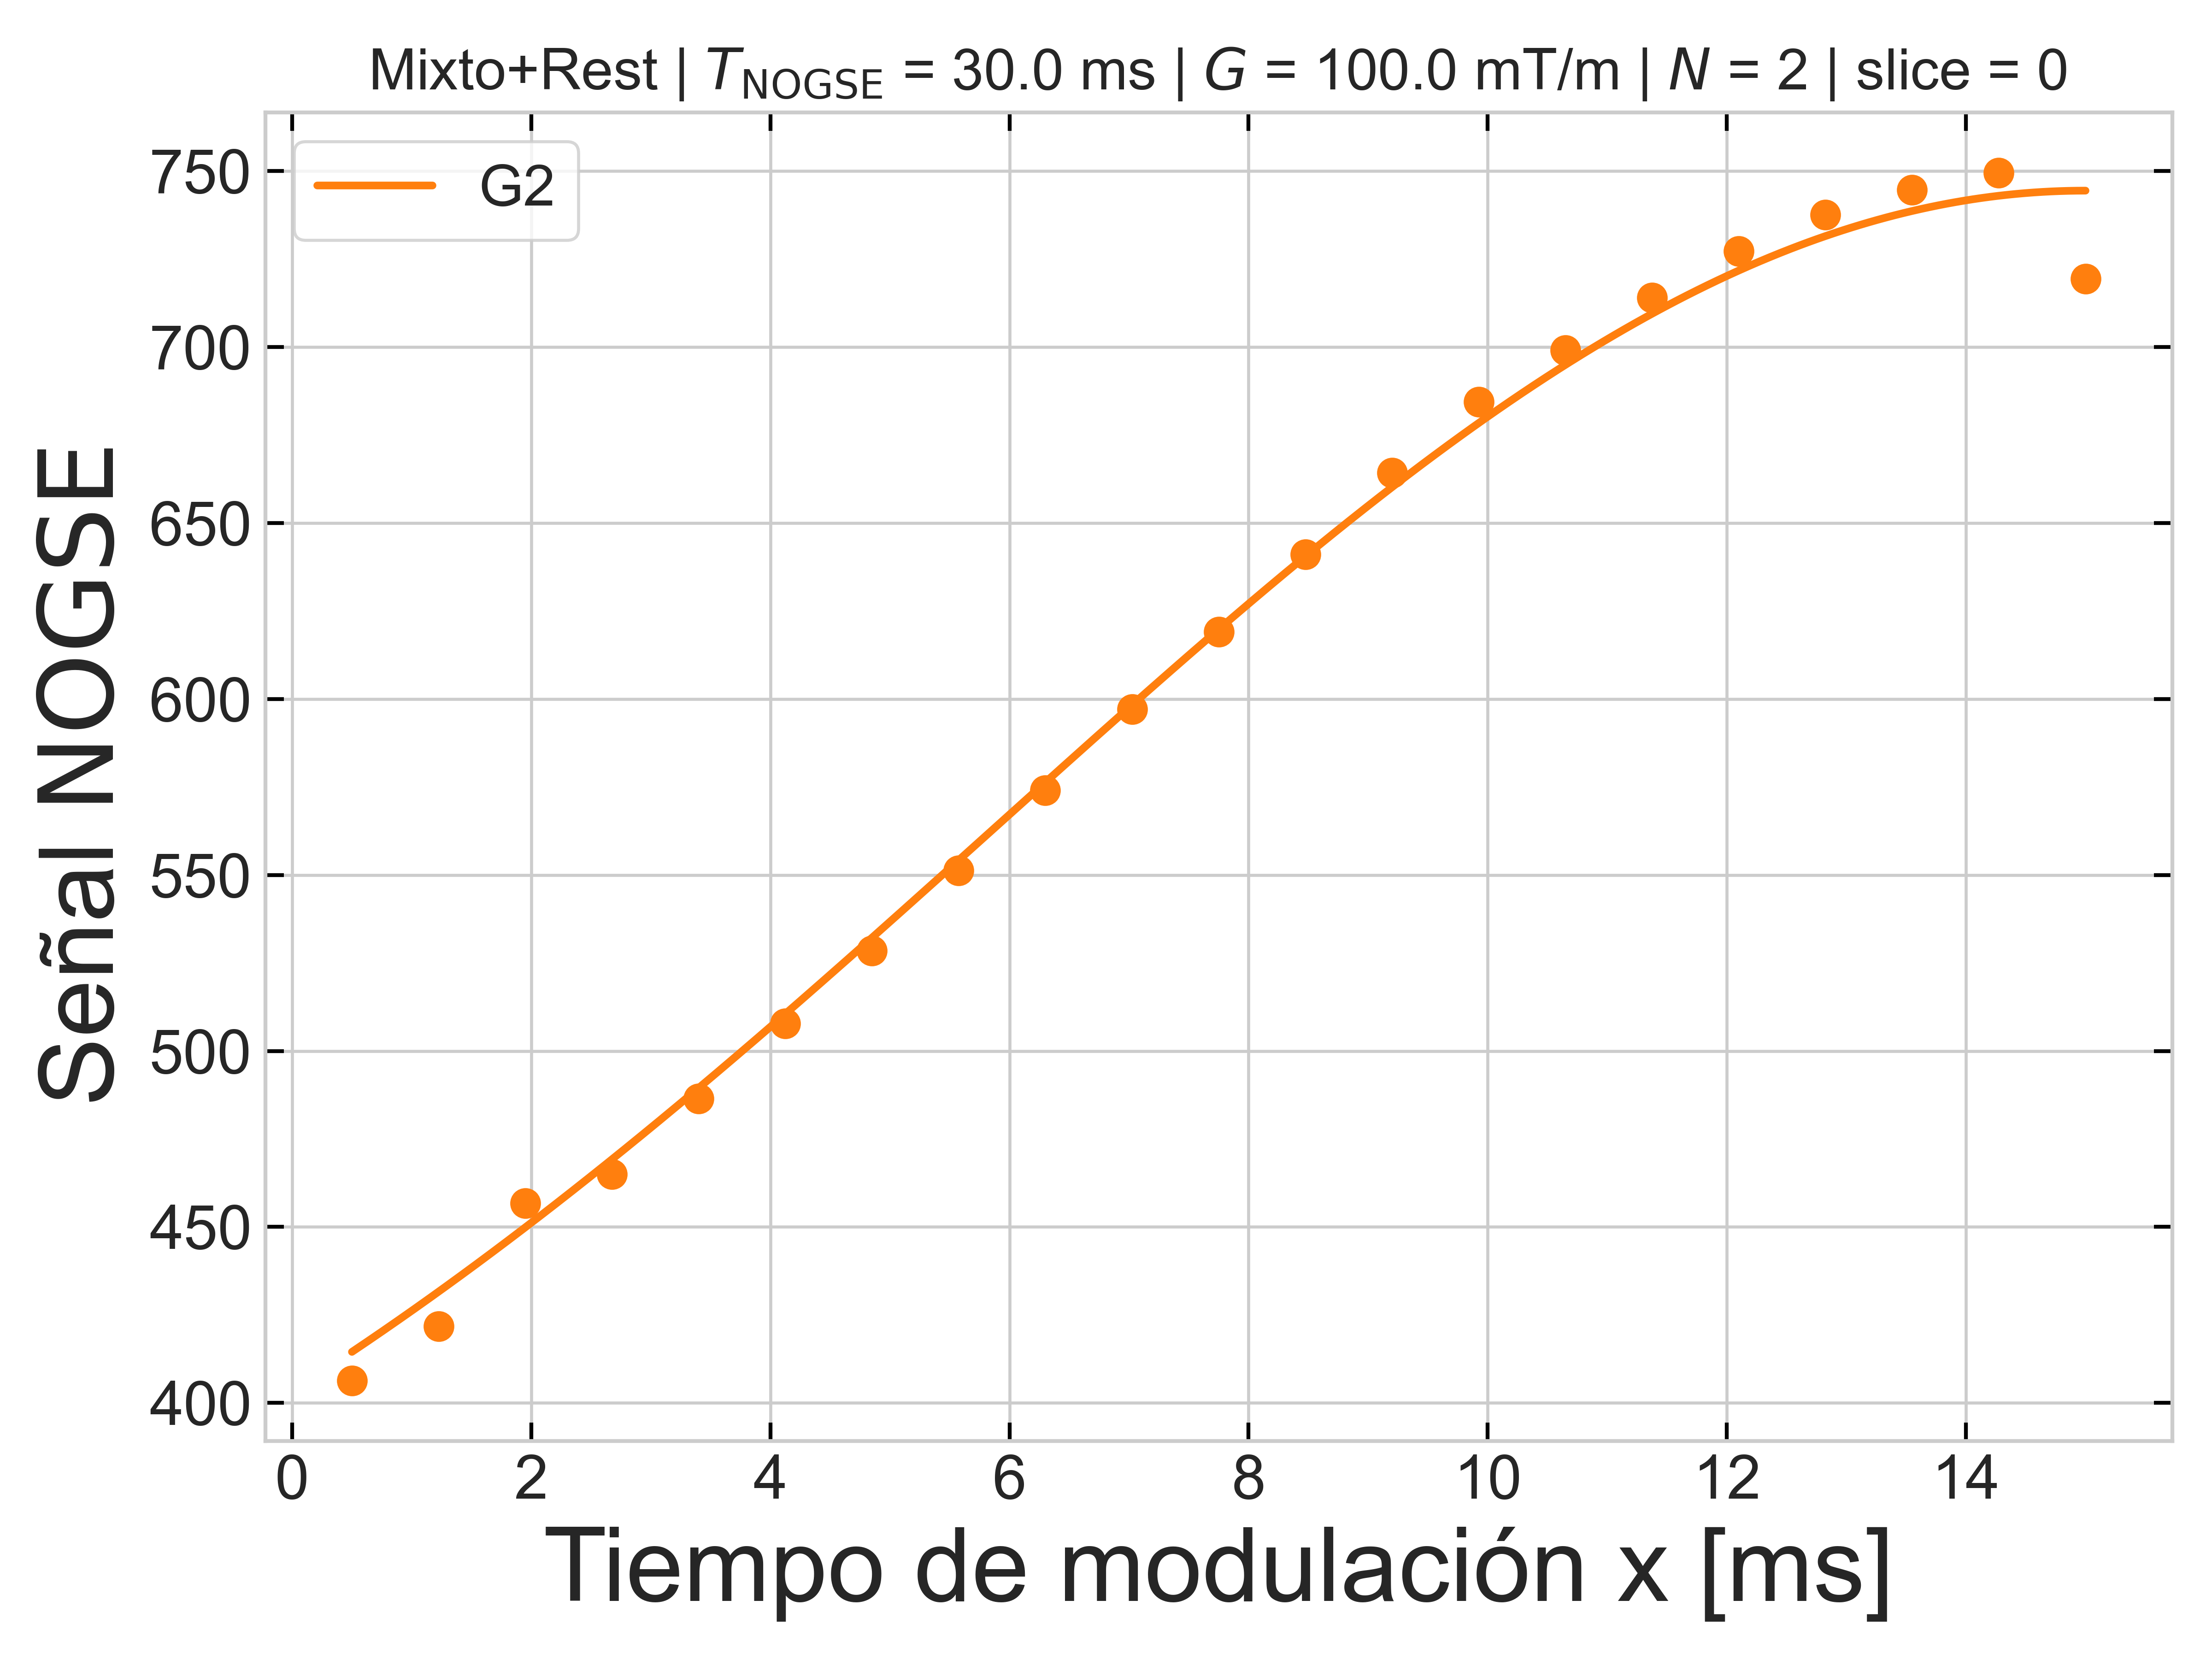 Mixto+Rest | T_NOGSE = 30.0 ms | G = 100.0 mT/m | N = 2 | slice = 0
G2
Señal NOGSE
750
700
650
600
550
500
450
400
0 2 4 6 8 10 12 14
Tiempo de modulación x [ms]